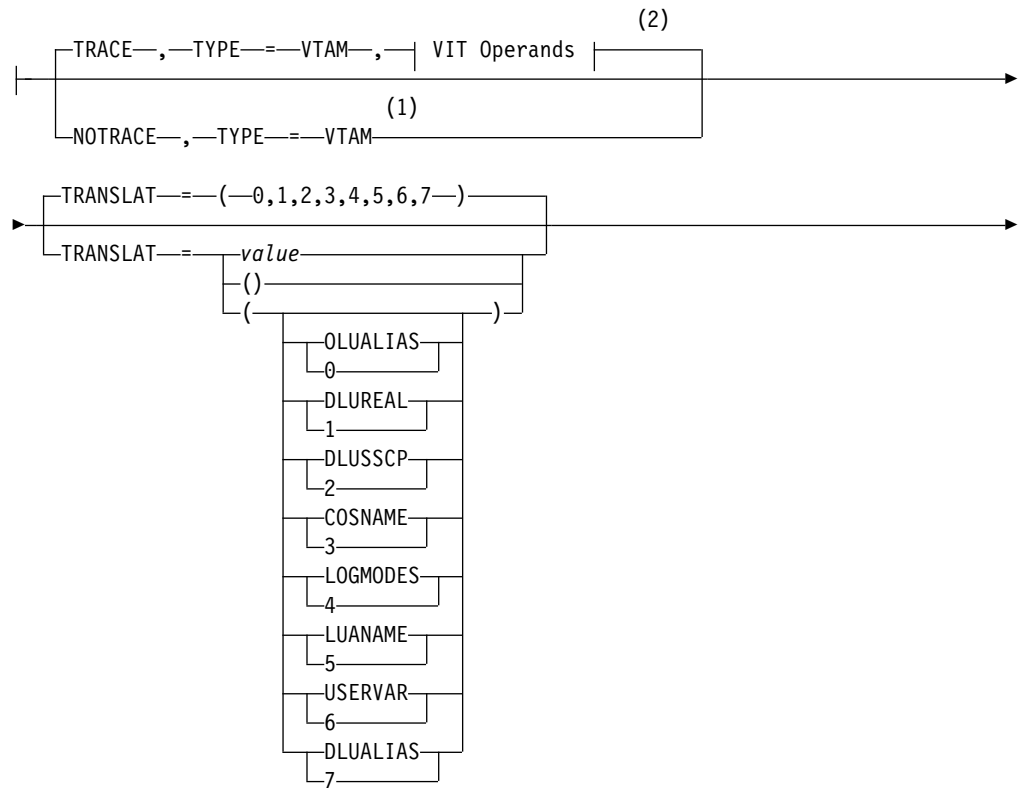 (2)
TRACE , TYPE = VTAM , VIT Operands
(1)
NOTRACE , TYPE = VTAM
TRANSLAT = ( 0,1,2,3,4,5,6,7 )
TRANSLAT = value
()
( )
OLUALIAS
0
DLUREAL
1
DLUSSCP
2
COSNAME
3
LOGMODES
4
LUANAME
5
USERVAR
6
DLUALIAS
7